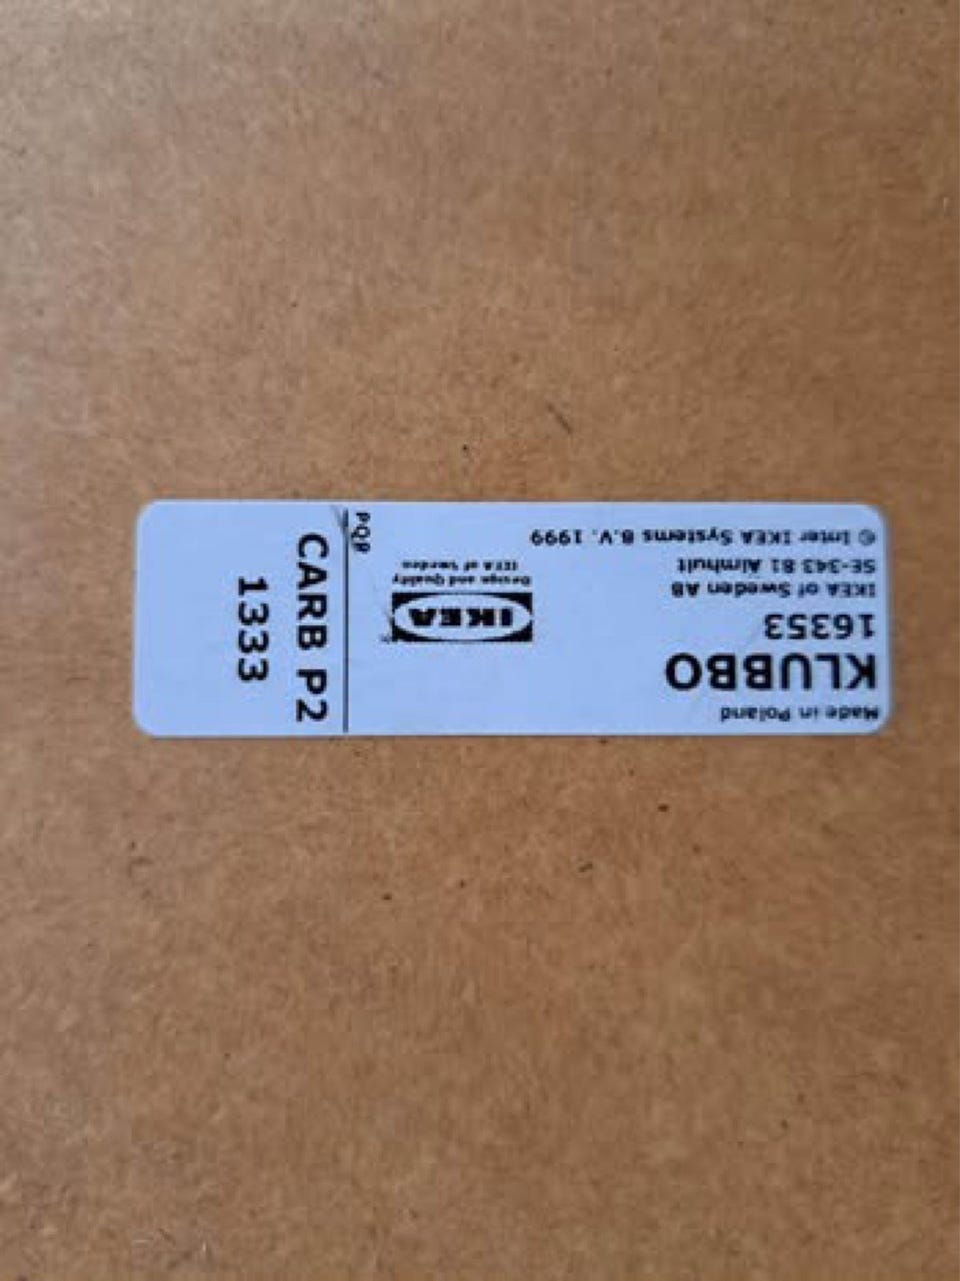 Made in Poland
KLUBBO
16353
IKEA of Sweden AB
SE-343 81 Älmhult
© Inter IKEA Systems B.V. 1999
IKEA
Design and Quality
IKEA of Sweden
PQP
CARB P2
1333